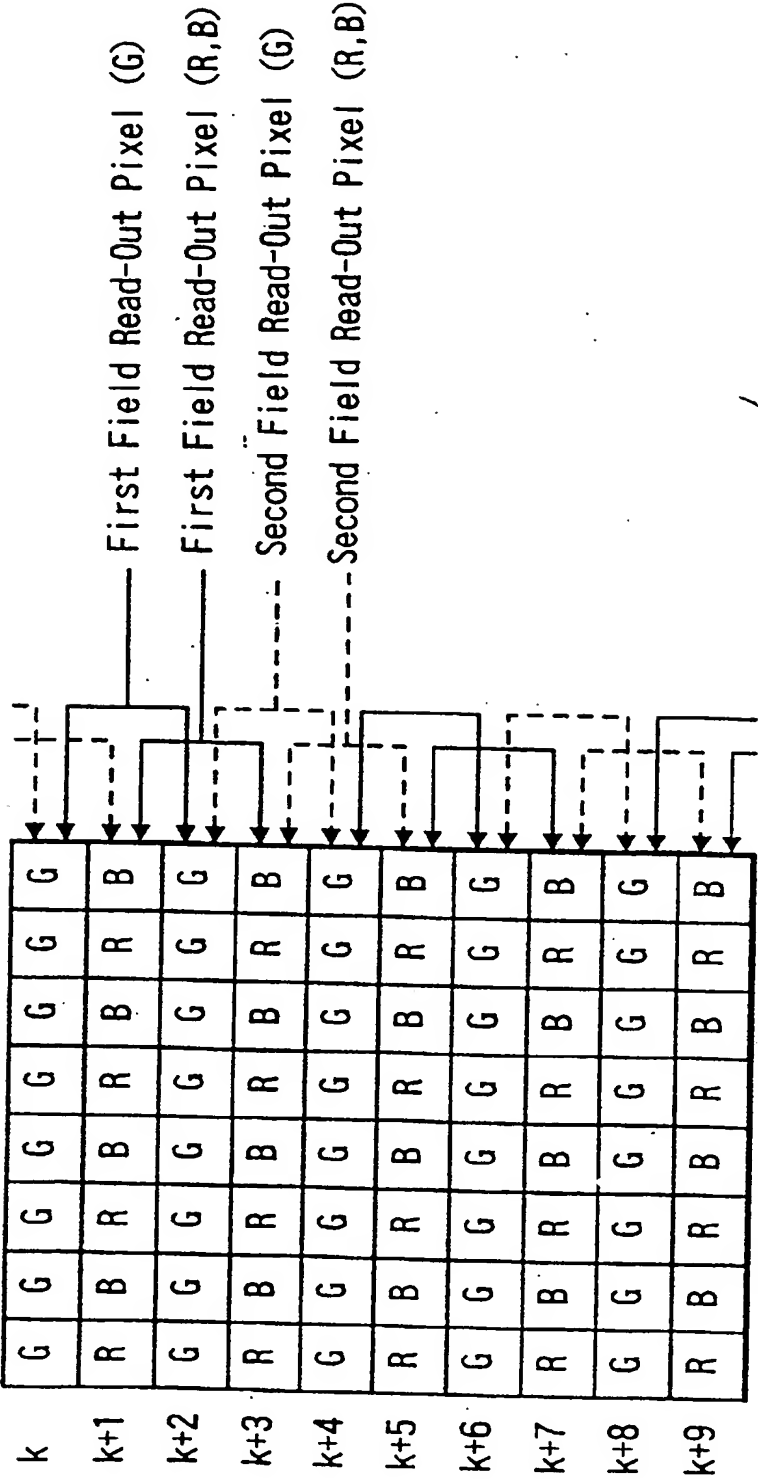 k G G G G G G G G
k+1 R B R B R B R B First Field Read-Out Pixel (G)
k+2 G G G G G G G G First Field Read-Out Pixel (R,B)
k+3 R B R B R B R B Second Field Read-Out Pixel (G)
k+4 G G G G G G G G Second Field Read-Out Pixel (R,B)
k+5 R B R B R B R B
k+6 G G G G G G G G
k+7 R B R B R B R B
k+8 G G G G G G G G
k+9 R B R B R B R B